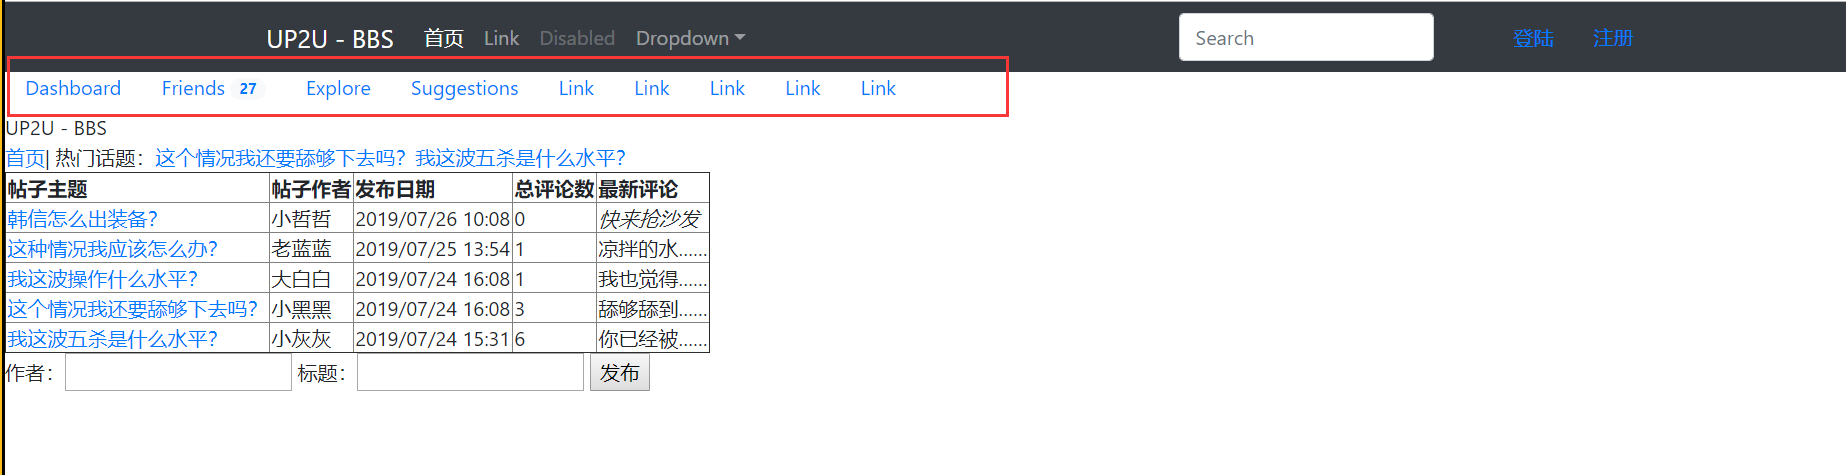 UP2U - BBS 首页 Link Disabled Dropdown Search 登陆 注册
Dashboard Friends 27 Explore Suggestions Link Link Link Link Link
UP2U - BBS
首页| 热门话题：这个情况我还要舔够下去吗？我这波五杀是什么水平？
帖子主题 帖子作者 发布日期 总评论数 最新评论
韩信怎么出装备？ 小哲哲 2019/07/26 10:08 0 快来抢沙发
这种情况我应该怎么办？ 老蓝蓝 2019/07/25 13:54 1 凉拌的水......
我这波操作什么水平？ 大白白 2019/07/24 16:08 1 我也觉得......
这个情况我还要舔够下去吗？ 小黑黑 2019/07/24 16:08 3 舔够舔到......
我这波五杀是什么水平？ 小灰灰 2019/07/24 15:31 6 你已经被......
作者： 标题： 发布